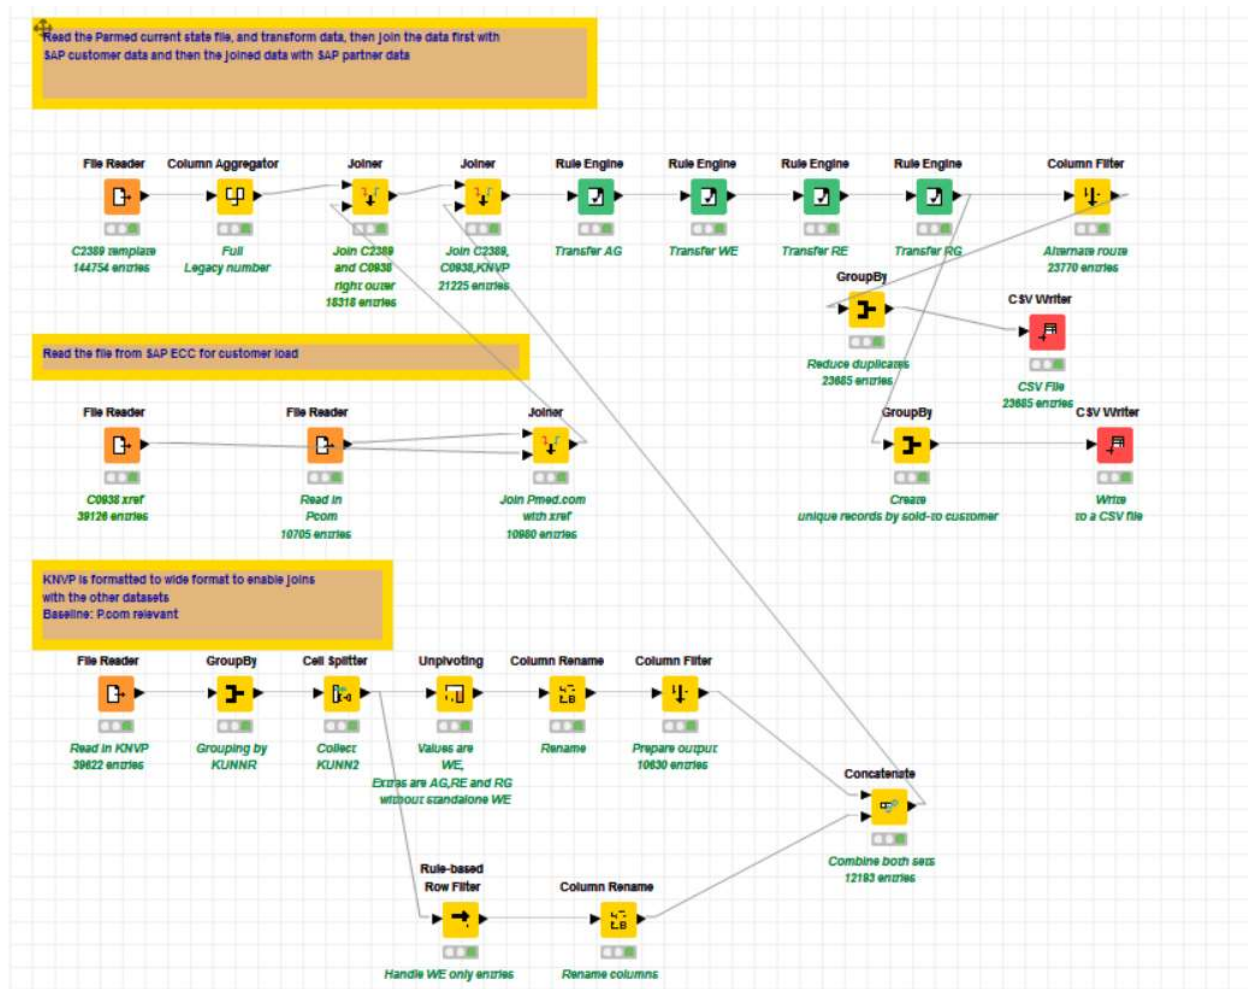 Read the Parmed current state file, and transform data, then join the data first with
SAP customer data and then the joined data with SAP partner data
File Reader
Column Aggregator
Joiner
Joiner
Rule Engine
Rule Engine
Rule Engine
Rule Engine
Column Filter
C2389 template
144754 entries
Full
Legacy number
Join C2389
and C0938
right outer
18318 entries
Join C2389,
C0938,KNVP
21225 entries
Transfer AG
Transfer WE
Transfer RE
Transfer RG
Alternate route
23770 entries
GroupBy
Reduce duplicates
23685 entries
CSV Writer
CSV File
23685 entries
Read the file from SAP ECC for customer load
File Reader
File Reader
Joiner
GroupBy
CSV Writer
C0938 xref
39126 entries
Read in
Pcom
10705 entries
Join Pmed.com
with xref
10980 entries
Create
unique records by sold-to customer
Write
to a CSV file
KNVP is formatted to wide format to enable joins
with the other datasets
Baseline: P.com relevant
File Reader
GroupBy
Cell Splitter
Unpivoting
Column Rename
Column Filter
Read in KNVP
39622 entries
Grouping by
KUNNR
Collect
KUNN2
Values are
WE,
Extras are AG,RE and RG
without standalone WE
Rename
Prepare output
10630 entries
Concatenate
Combine both sets
12193 entries
Rule-based
Row Filter
Column Rename
Handle WE only entries
Rename columns